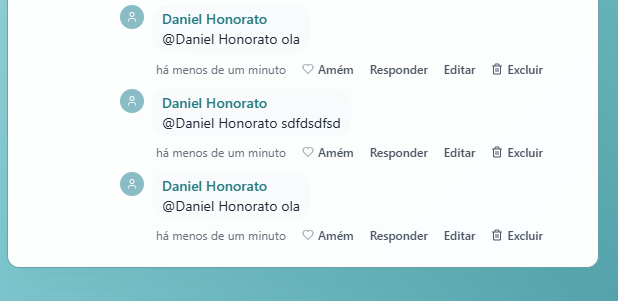 Daniel Honorato
@Daniel Honorato ola
há menos de um minuto Amém Responder Editar Excluir
Daniel Honorato
@Daniel Honorato sdfdsdfsd
há menos de um minuto Amém Responder Editar Excluir
Daniel Honorato
@Daniel Honorato ola
há menos de um minuto Amém Responder Editar Excluir